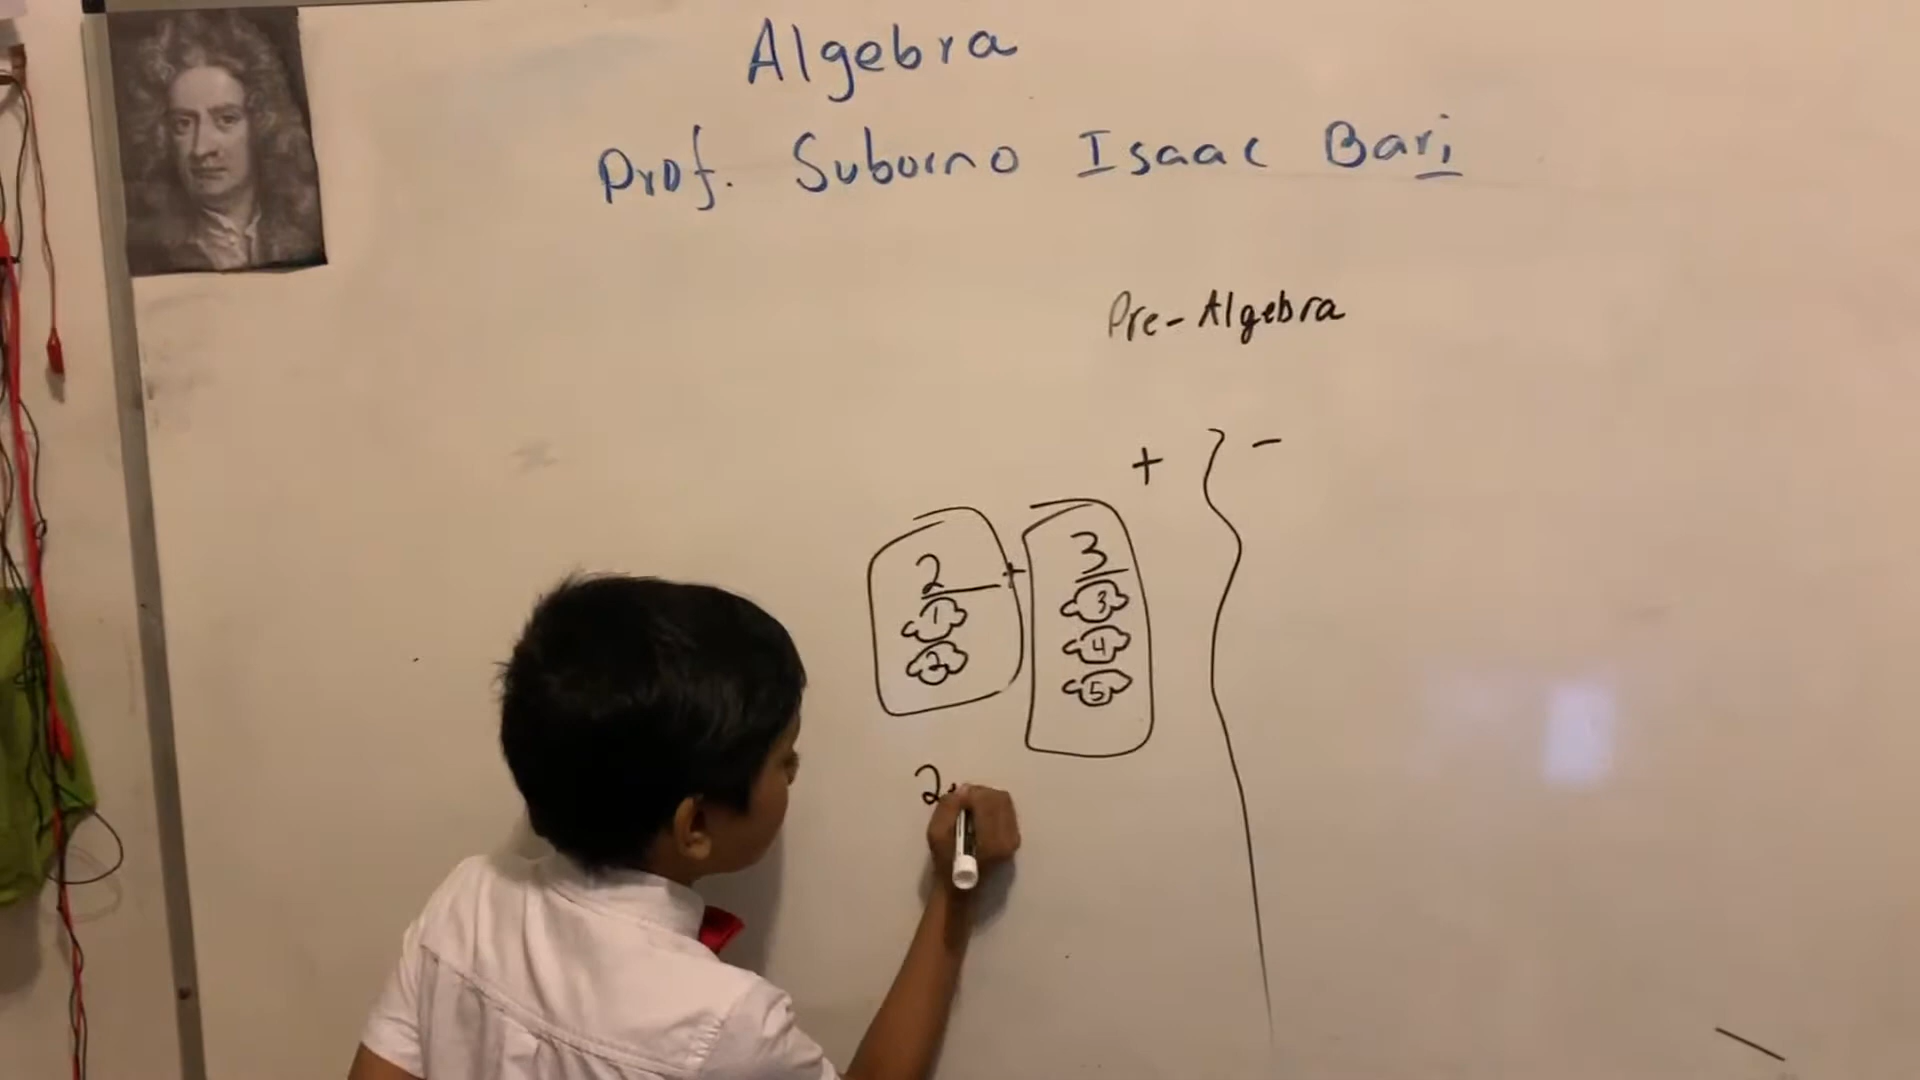 Algebra
Prof. Suborno Isaac Bari
Pre-Algebra
+ -
2 + 3
1 3
2 4
5
2